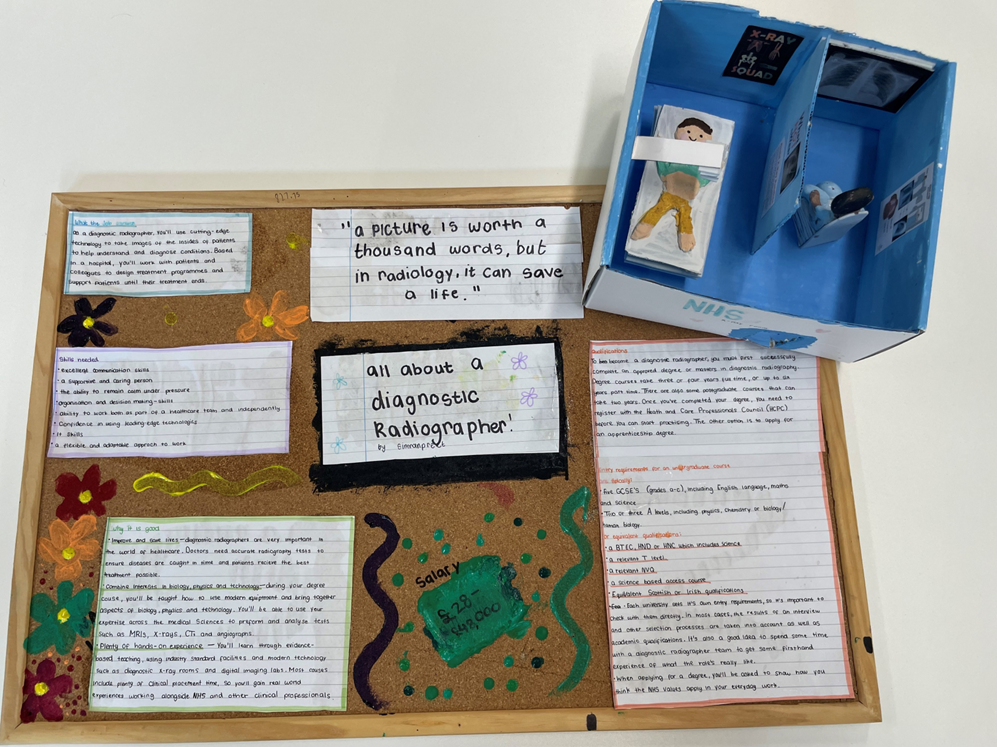 What the job involves
As a diagnostic radiographer, you'll use cutting-edge
technology to take images of the insides of patients
to help understand and diagnose conditions. Based
in a hospital, you'll work with patients and
colleagues to design treatment programmes and
support patients until their treatment ends.
"a picture is worth a
thousand words, but
in radiology, it can save
a life."
X-RAY
SQUAD
NHS
Skills needed
excellent communication skills
a supportive and caring person
the ability to remain calm under pressure
organisation and decision making-skills
ability to work both as part of a healthcare team and independently
Confidence in using leading-edge technologies
IT Skills
a flexible and adaptable approach to work
all about a
diagnostic
Radiographer!
by Simranpreet
Qualifications
To become a diagnostic radiographer, you must first successfully
complete an approved degree or masters in diagnostic radiography.
Degree courses take three or four years full time, or up to six
years part time. There are also some postgraduate courses that can
take two years. Once you've completed your degree, you need to
register with the Health and Care Professionals Council (HCPC)
before you can start practising. The other option is to apply for
an apprenticeship degree.
entry requirements for an undergraduate course
(typically)
five GCSE's (grades a-c), including English language, maths
and science
Two or three A levels, including physics, chemistry or biology/
human biology.
or equivalent qualifications:
a BTEC, HND or HNC which includes science
a relevant T level
a relevant NVQ
a science based access course
Equivalent Scottish or Irish qualifications
Each university sets it's own entry requirements, so it's important to
check with them directly. In most cases, the results of an interview
and other selection processes are taken into account as well as
academic qualifications. It's also a good idea to spend some time
with a diagnostic radiographer team to get some firsthand
experience of what the role's really like.
When applying for a degree, you'll be asked to show how you
think the NHS values apply in your everyday work.
Why it is good
Improve and save lives-diagnostic radiographers are very important in
the world of healthcare. Doctors need accurate radiography tests to
ensure diseases are caught in time and patients recieve the best
treatment possible.
Combine interests in biology, physics and technology-during your degree
couse, you'll be taught how to use modern equipment and bring together
aspects of biology, physics and technology. You'll be able to use your
expertise across the medical sciences to preform and analyse tests
such as MRIs, X-rays, CTs and angiographs.
Plenty of hands-on experience - You'll learn through evidence-
based teaching, using industry standard facilities and modern technology
such as diagnostic X-ray rooms and digital imaging labs. Most courses
include plenty of clinical placement time, so you'll gain real world
experiences working alongside NHS and other clinical professionals
Salary
£28-
£48000